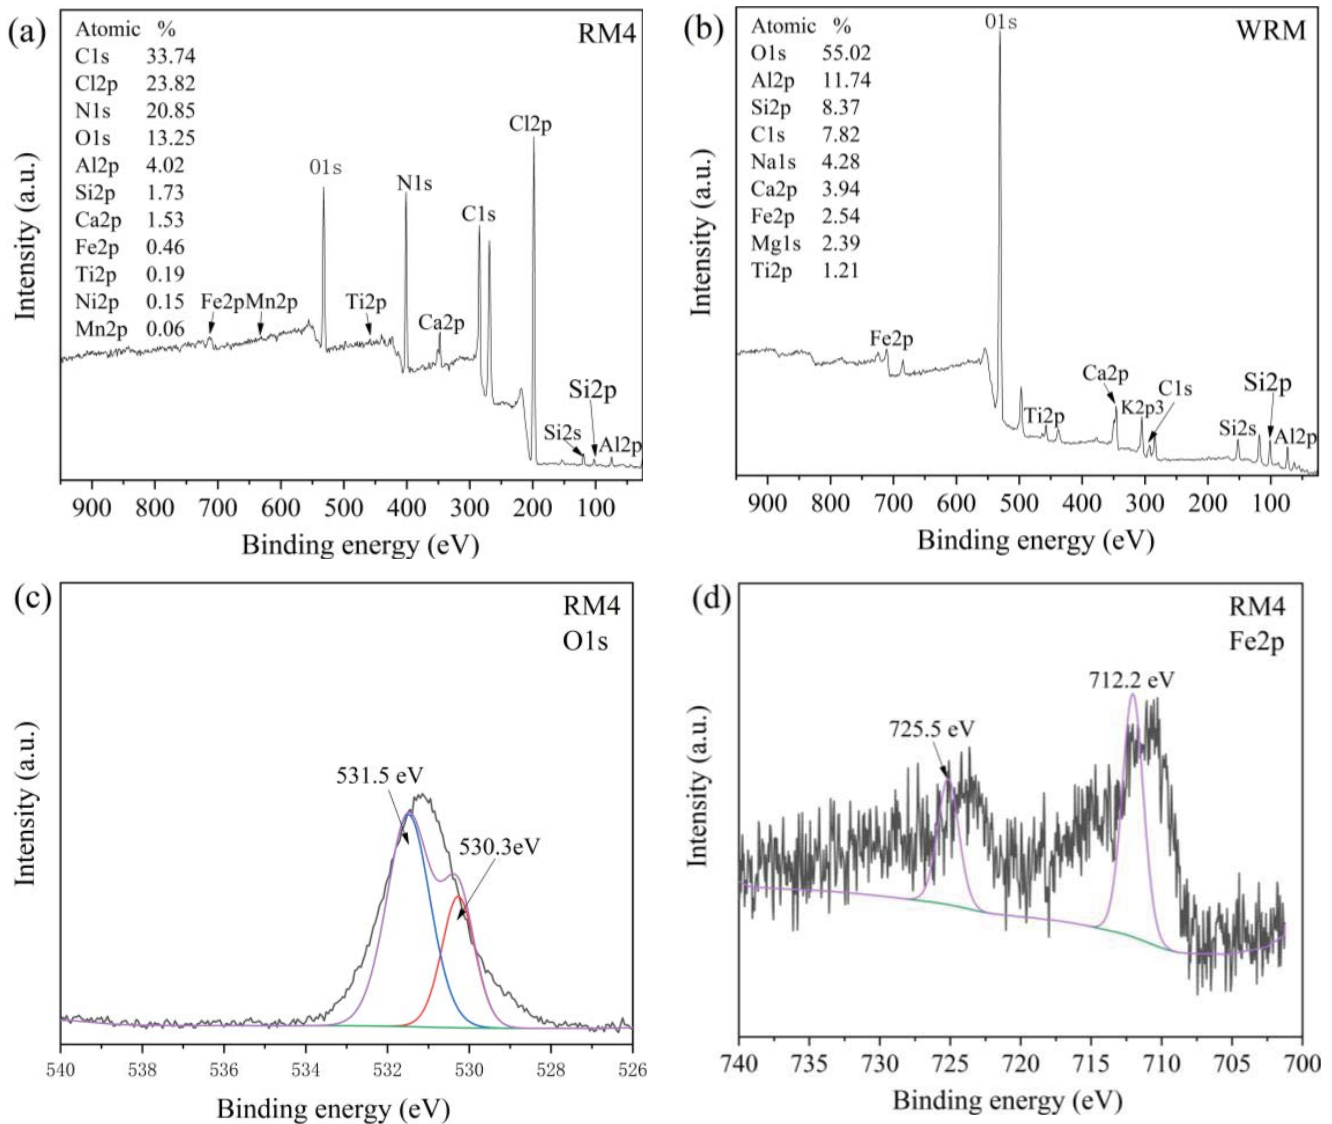 (a)
RM4
Atomic %
C1s 33.74
Cl2p 23.82
N1s 20.85
O1s 13.25
Al2p 4.02
Si2p 1.73
Ca2p 1.53
Fe2p 0.46
Ti2p 0.19
Ni2p 0.15
Mn2p 0.06
Fe2p
Mn2p
O1s
Ti2p
N1s
Ca2p
C1s
Cl2p
Si2s
Si2p
Al2p
Intensity (a.u.)
900 800 700 600 500 400 300 200 100
Binding energy (eV)
(b)
WRM
Atomic %
O1s 55.02
Al2p 11.74
Si2p 8.37
C1s 7.82
Na1s 4.28
Ca2p 3.94
Fe2p 2.54
Mg1s 2.39
Ti2p 1.21
O1s
Fe2p
Ti2p
Ca2p
K2p3
C1s
Si2s
Si2p
Al2p
Intensity (a.u.)
900 800 700 600 500 400 300 200 100
Binding energy (eV)
(c)
RM4
O1s
531.5 eV
530.3eV
Intensity (a.u.)
540 538 536 534 532 530 528 526
Binding energy (eV)
(d)
RM4
Fe2p
712.2 eV
725.5 eV
Intensity (a.u.)
740 735 730 725 720 715 710 705 700
Binding energy (eV)